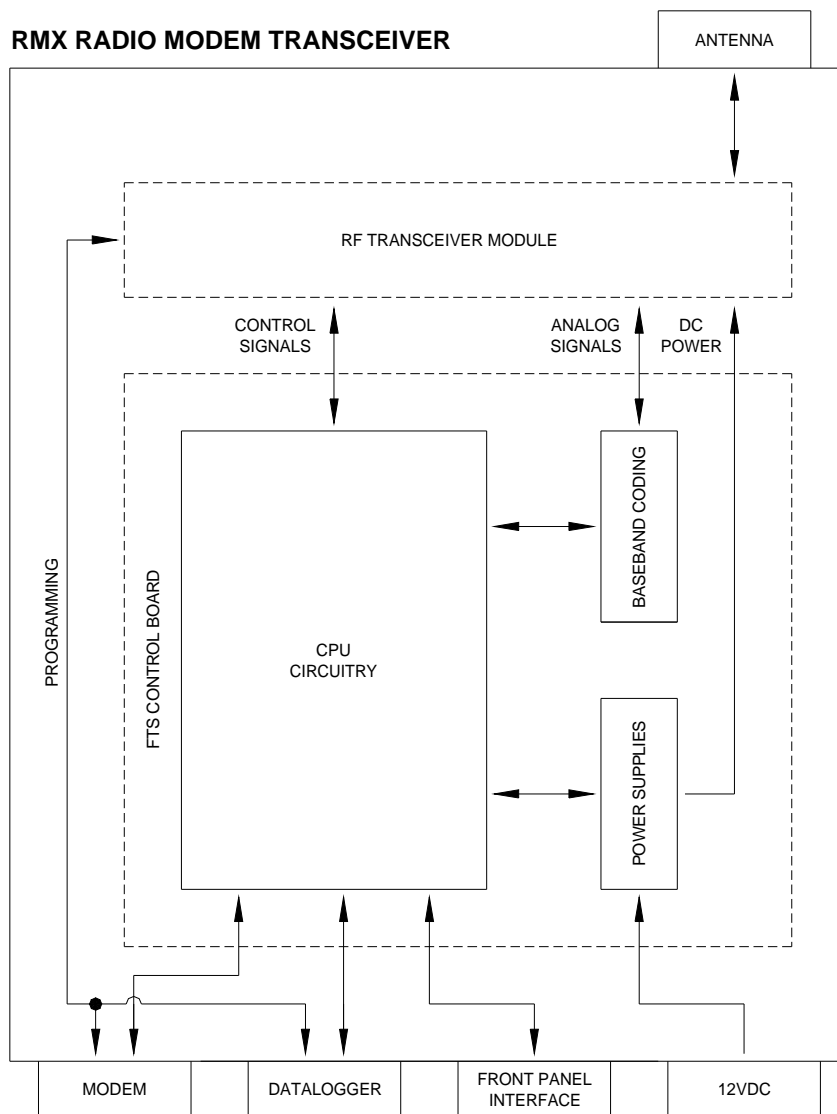 RMX RADIO MODEM TRANSCEIVER
ANTENNA
RF TRANSCEIVER MODULE
CONTROL
SIGNALS
ANALOG
SIGNALS
DC
POWER
PROGRAMMING
FTS CONTROL BOARD
CPU
CIRCUITRY
BASEBAND CODING
POWER SUPPLIES
MODEM
DATALOGGER
FRONT PANEL
INTERFACE
12VDC